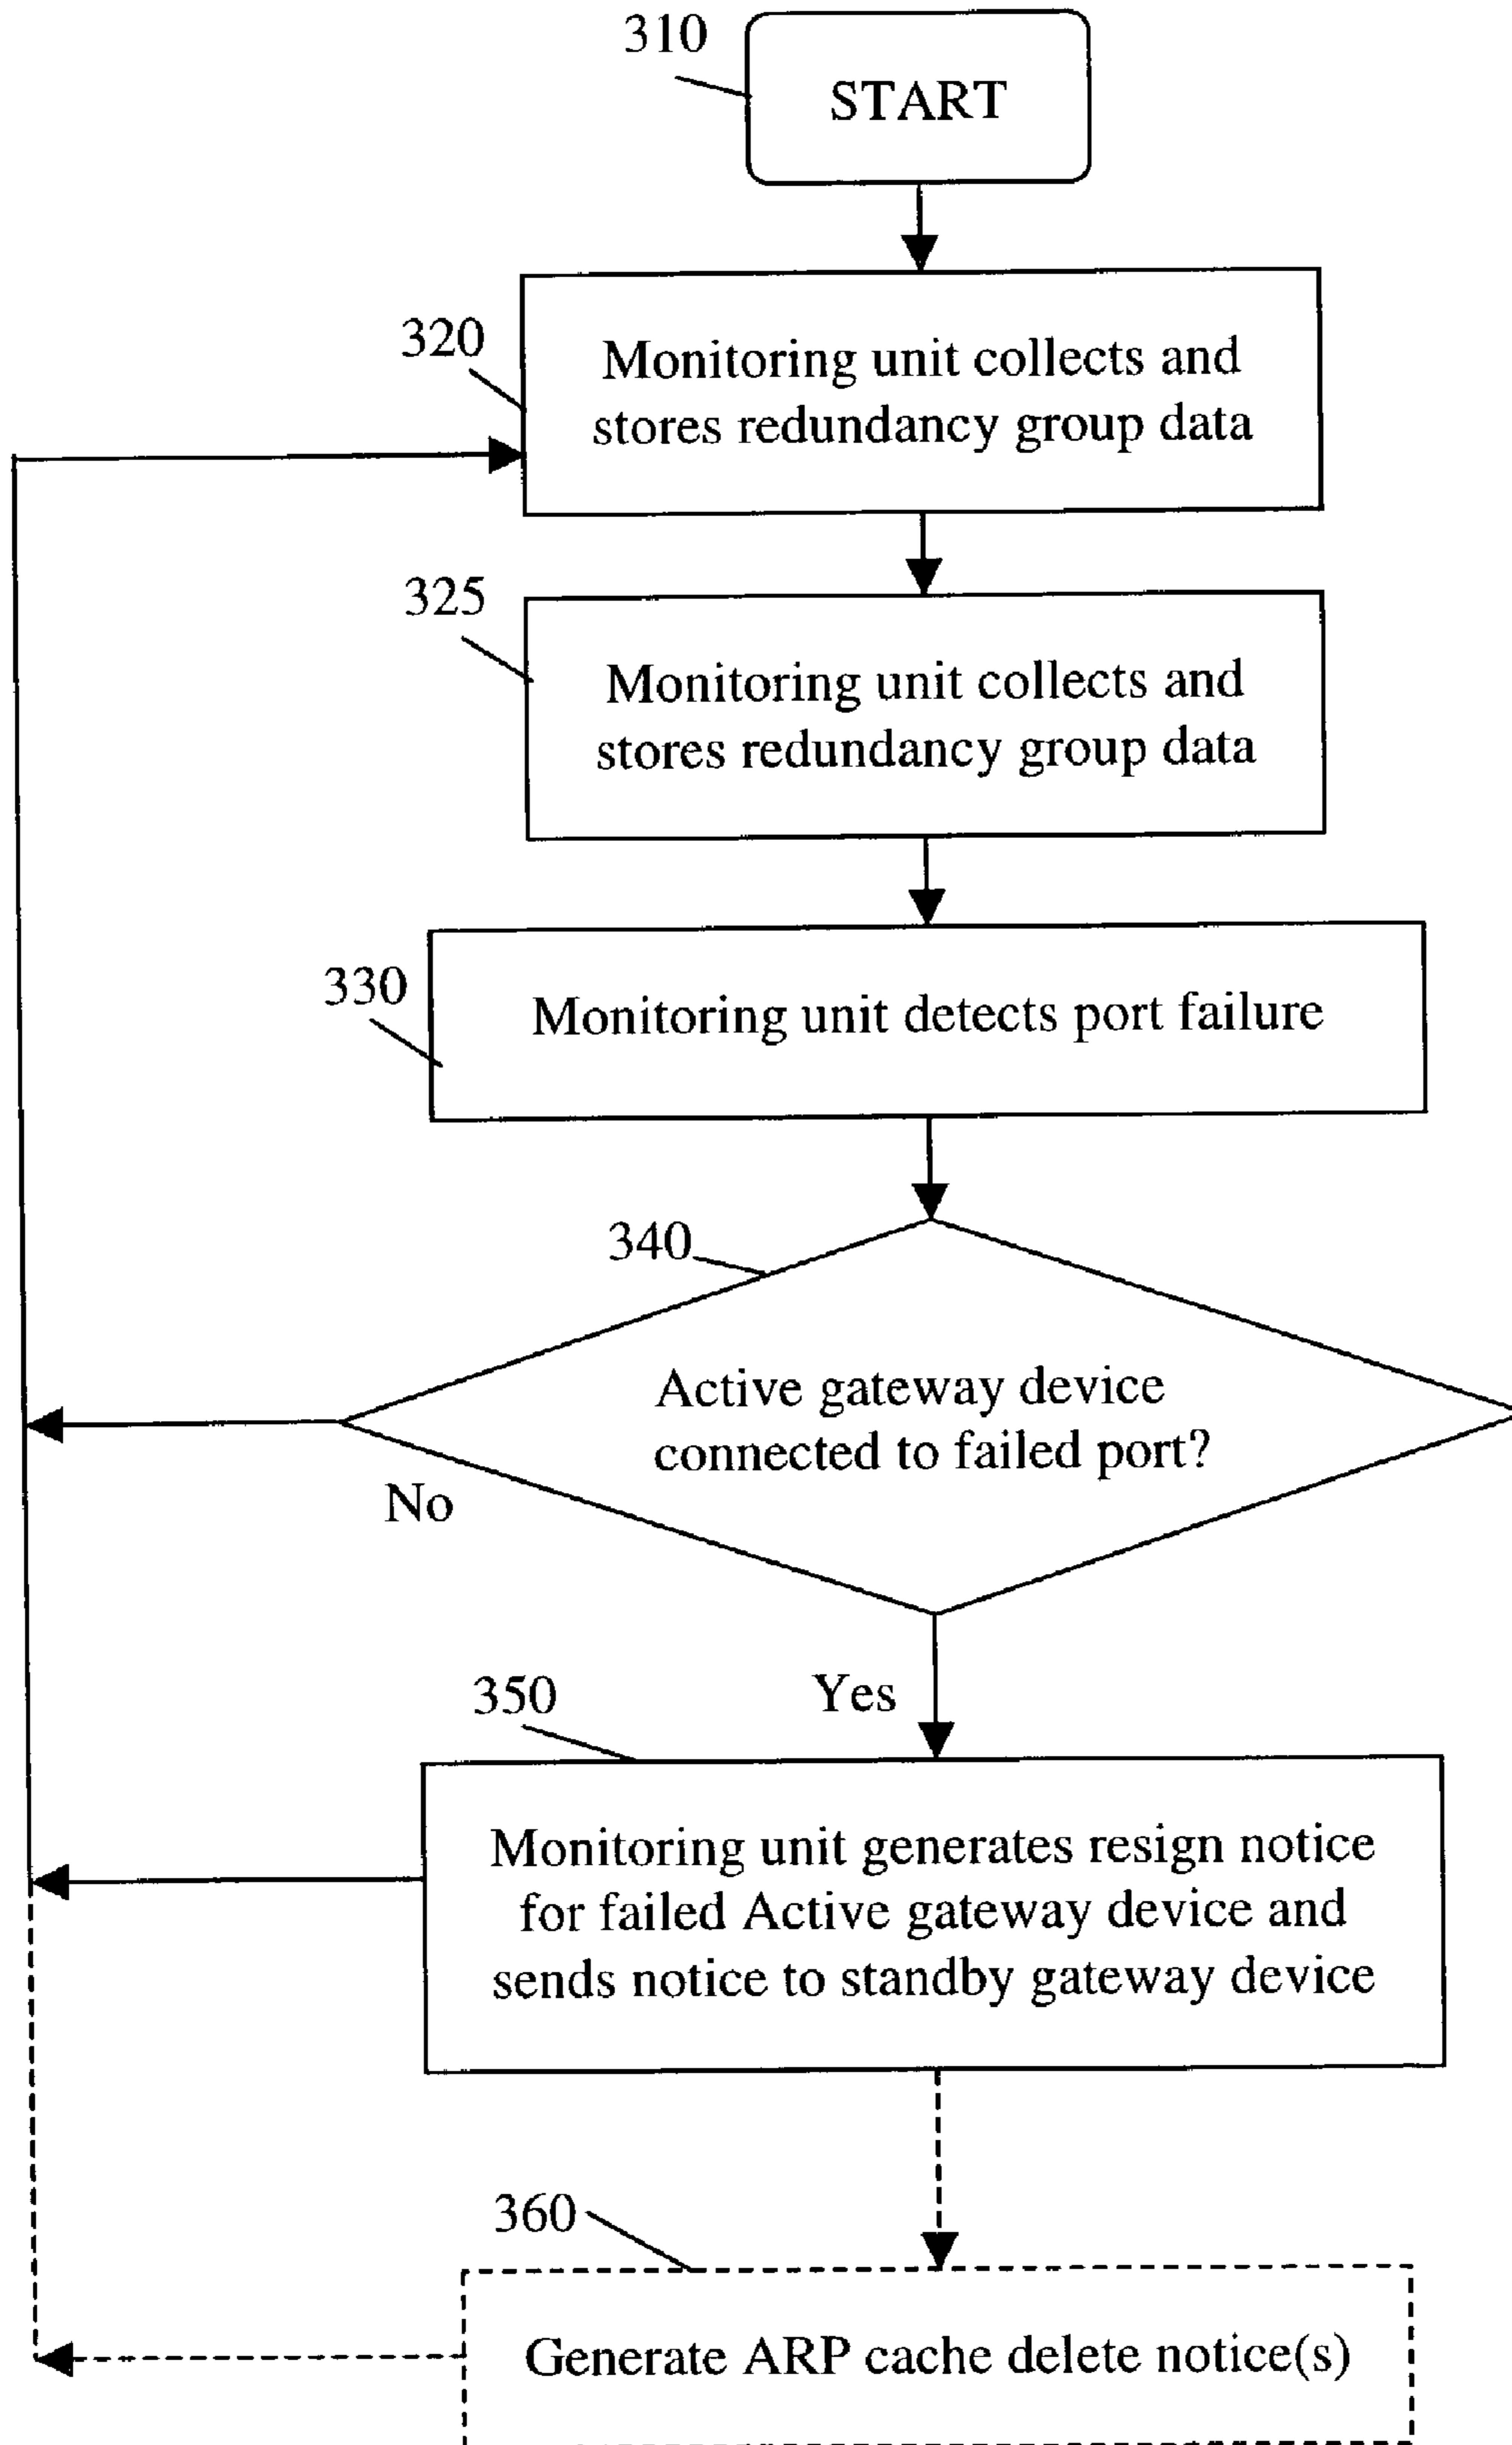 310
START
320
Monitoring unit collects and
stores redundancy group data
325
Monitoring unit collects and
stores redundancy group data
330
Monitoring unit detects port failure
340
Active gateway device
connected to failed port?
No
Yes
350
Monitoring unit generates resign notice
for failed Active gateway device and
sends notice to standby gateway device
360
Generate ARP cache delete notice(s)